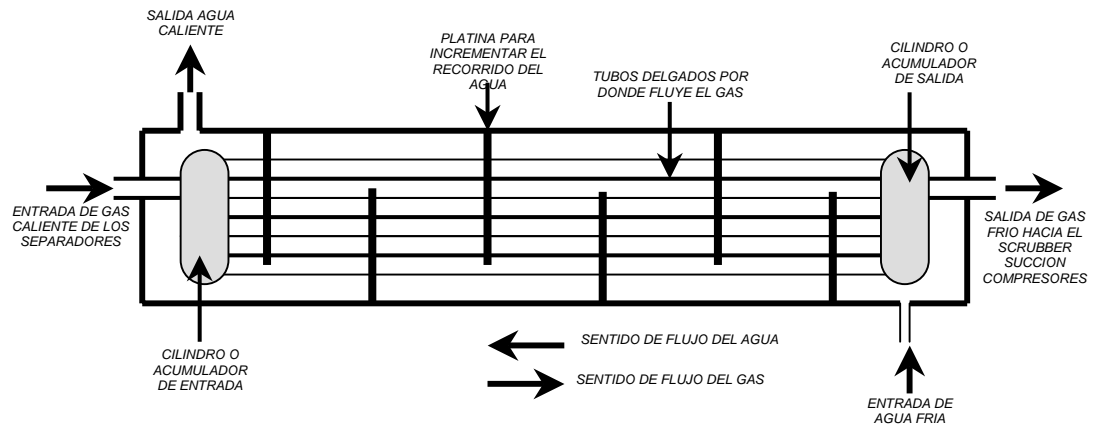 SALIDA AGUA
CALIENTE
PLATINA PARA
INCREMENTAR EL
RECORRIDO DEL
AGUA
TUBOS DELGADOS POR
DONDE FLUYE EL GAS
CILINDRO O
ACUMULADOR
DE SALIDA
ENTRADA DE GAS
CALIENTE DE LOS
SEPARADORES
SALIDA DE GAS
FRIO HACIA EL
SCRUBBER
SUCCION
COMPRESORES
CILINDRO O
ACUMULADOR
DE ENTRADA
SENTIDO DE FLUJO DEL AGUA
SENTIDO DE FLUJO DEL GAS
ENTRADA DE
AGUA FRIA